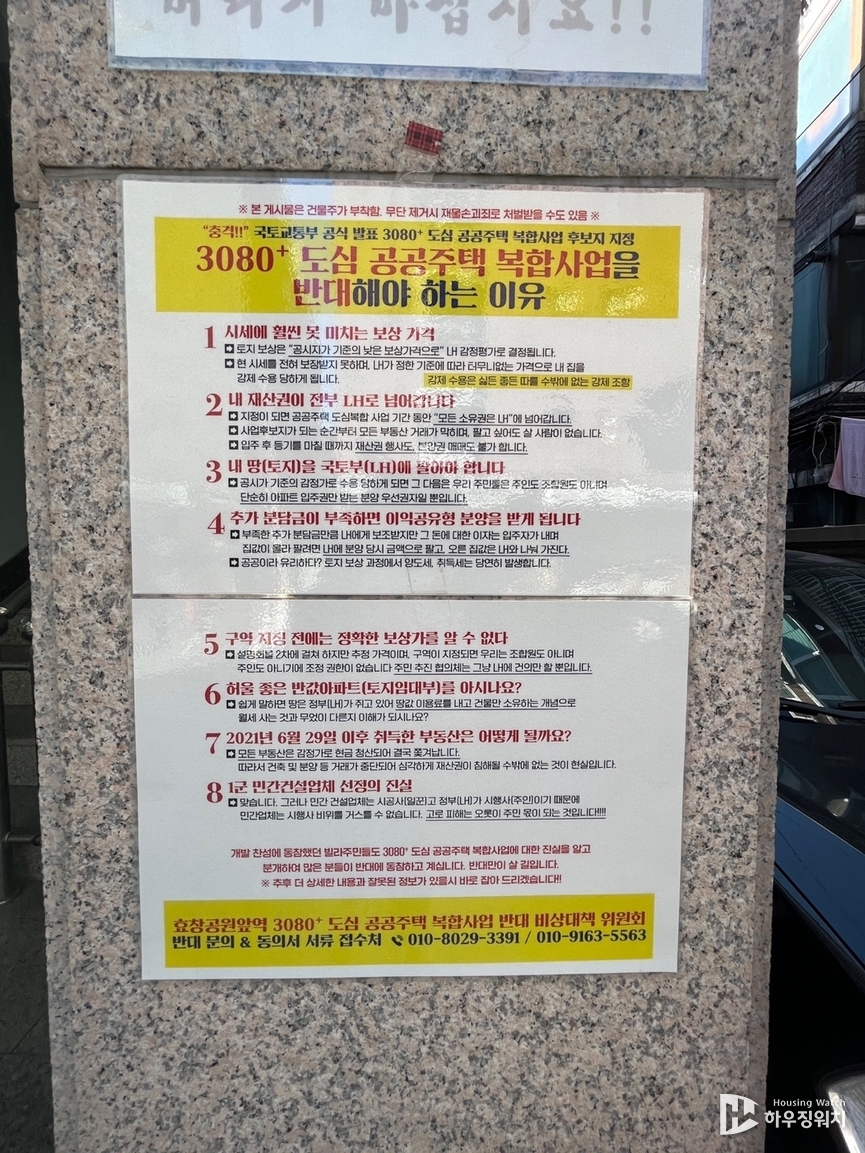 버리지 마십시요!!
※ 본 게시물은 건물주가 부착함. 무단 제거시 재물손괴죄로 처벌받을 수도 있음 ※
"충격!!" 국토교통부 공식 발표 3080⁺ 도심 공공주택 복합사업 후보지 지정
3080⁺ 도심 공공주택 복합사업을
반대해야 하는 이유
1 시세에 훨씬 못 미치는 보상 가격
➡ 토지 보상은 "공시지가 기준의 낮은 보상가격으로" LH 감정평가로 결정됩니다.
➡ 현 시세를 전혀 보장받지 못하며, LH가 정한 기준에 따라 터무니없는 가격으로 내 집을
강제 수용 당하게 됩니다.
강제 수용은 싫든 좋든 따를 수밖에 없는 강제 조항
2 내 재산권이 전부 LH로 넘어갑니다
➡ 지정이 되면 공공주택 도심복합 사업 기간 동안 "모든 소유권은 LH"에 넘어갑니다.
➡ 사업후보지가 되는 순간부터 모든 부동산 거래가 막히며, 팔고 싶어도 살 사람이 없습니다.
➡ 입주 후 등기를 마칠 때까지 재산권 행사도, 분양권 매매도 불가 합니다.
3 내 땅(토지)을 국토부(LH)에 팔아야 합니다
➡ 공시가 기준의 감정가로 수용 당하게 되면 그 다음은 우리 주민들은 주인도 조합원도 아니며
단순히 아파트 입주권만 받는 분양 우선권자일 뿐입니다.
4 추가 분담금이 부족하면 이익공유형 분양을 받게 됩니다
➡ 부족한 추가 분담금만큼 LH에게 보조받지만 그 돈에 대한 이자는 입주자가 내며
집값이 올라 팔려면 LH에 분양 당시 금액으로 팔고, 오른 집값은 LH와 나눠 가진다.
➡ 공공이라 유리하다? 토지 보상 과정에서 양도세, 취득세는 당연히 발생합니다.
5 구역 지정 전에는 정확한 보상가를 알 수 없다
➡ 설명회를 2차에 걸쳐 하지만 추정 가격이며, 구역이 지정되면 우리는 조합원도 아니며
주인도 아니기에 조정 권한이 없습니다 주민 추진 협의체는 그냥 LH에 건의만 할 뿐입니다.
6 허울 좋은 반값아파트(토지임대부)를 아시나요?
➡ 쉽게 말하면 땅은 정부(LH)가 쥐고 있어 땅값 이용료를 내고 건물만 소유하는 개념으로
월세 사는 것과 무엇이 다른지 이해가 되시나요?
7 2021년 6월 29일 이후 취득한 부동산은 어떻게 될까요?
➡ 모든 부동산은 감정가로 현금 청산되어 결국 쫓겨납니다.
따라서 건축 및 분양 등 거래가 중단되어 심각하게 재산권이 침해될 수밖에 없는 것이 현실입니다.
8 1군 민간건설업체 선정의 진실
➡ 맞습니다. 그러나 민간 건설업체는 시공사(일꾼)고 정부(LH)가 시행사(주인)이기 때문에
민간업체는 시행사 비위를 거스를 수 없습니다. 고로 피해는 오롯이 주민 몫이 되는 것입니다!!!!
개발 찬성에 동참했던 빌라주민들도 3080⁺ 도심 공공주택 복합사업에 대한 진실을 알고
분개하여 많은 분들이 반대에 동참하고 계십니다. 반대만이 살 길입니다.
※ 추후 더 상세한 내용과 잘못된 정보가 있을시 바로 잡아 드리겠습니다!!
효창공원앞역 3080⁺ 도심 공공주택 복합사업 반대 비상대책 위원회
반대 문의 & 동의서 서류 접수처 📞 010-8029-3391 / 010-9163-5563
Housing Watch
하우징워치